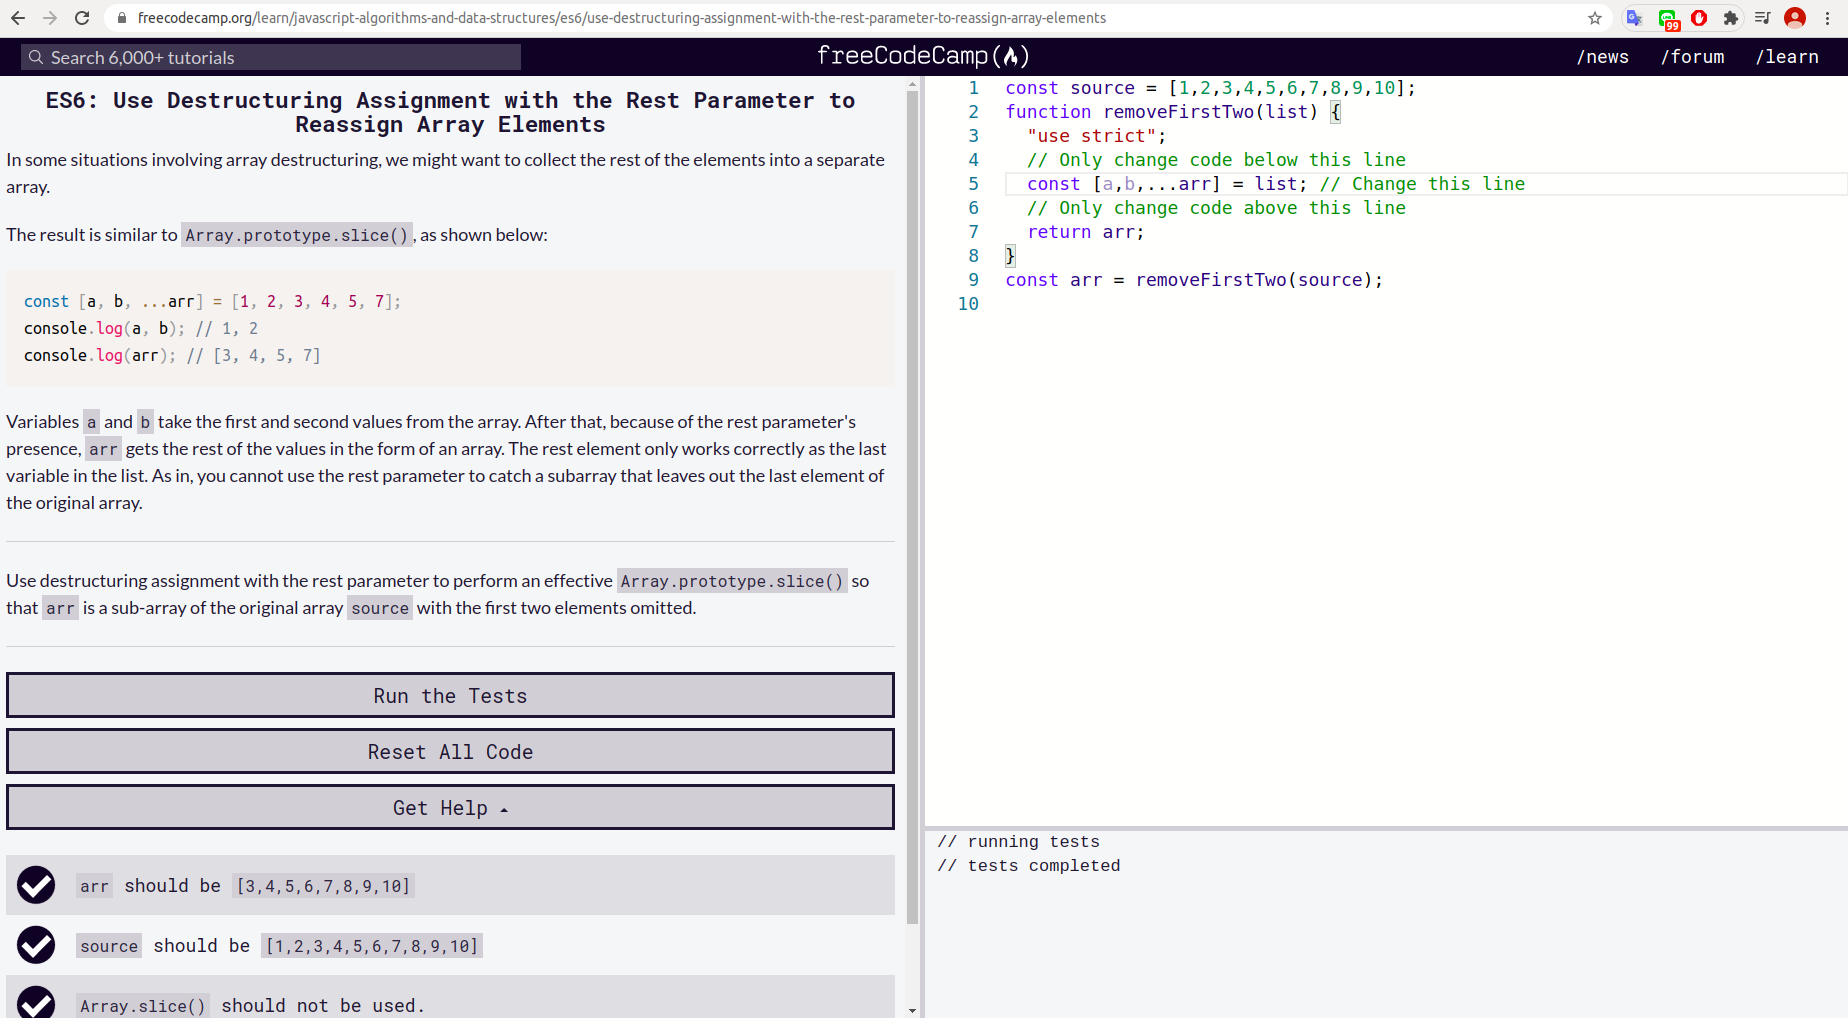 freecodecamp.org/learn/javascript-algorithms-and-data-structures/es6/use-destructuring-assignment-with-the-rest-parameter-to-reassign-array-elements
99
Search 6,000+ tutorials
freeCodeCamp(🔥)
/news /forum /learn
ES6: Use Destructuring Assignment with the Rest Parameter to
Reassign Array Elements
In some situations involving array destructuring, we might want to collect the rest of the elements into a separate
array.
The result is similar to Array.prototype.slice(), as shown below:
const [a, b, ...arr] = [1, 2, 3, 4, 5, 7];
console.log(a, b); // 1, 2
console.log(arr); // [3, 4, 5, 7]
Variables a and b take the first and second values from the array. After that, because of the rest parameter's
presence, arr gets the rest of the values in the form of an array. The rest element only works correctly as the last
variable in the list. As in, you cannot use the rest parameter to catch a subarray that leaves out the last element of
the original array.
Use destructuring assignment with the rest parameter to perform an effective Array.prototype.slice() so
that arr is a sub-array of the original array source with the first two elements omitted.
Run the Tests
Reset All Code
Get Help
arr should be [3,4,5,6,7,8,9,10]
source should be [1,2,3,4,5,6,7,8,9,10]
Array.slice() should not be used.
1 const source = [1,2,3,4,5,6,7,8,9,10];
2 function removeFirstTwo(list) {
3 "use strict";
4 // Only change code below this line
5 const [a,b,...arr] = list; // Change this line
6 // Only change code above this line
7 return arr;
8 }
9 const arr = removeFirstTwo(source);
10
// running tests
// tests completed